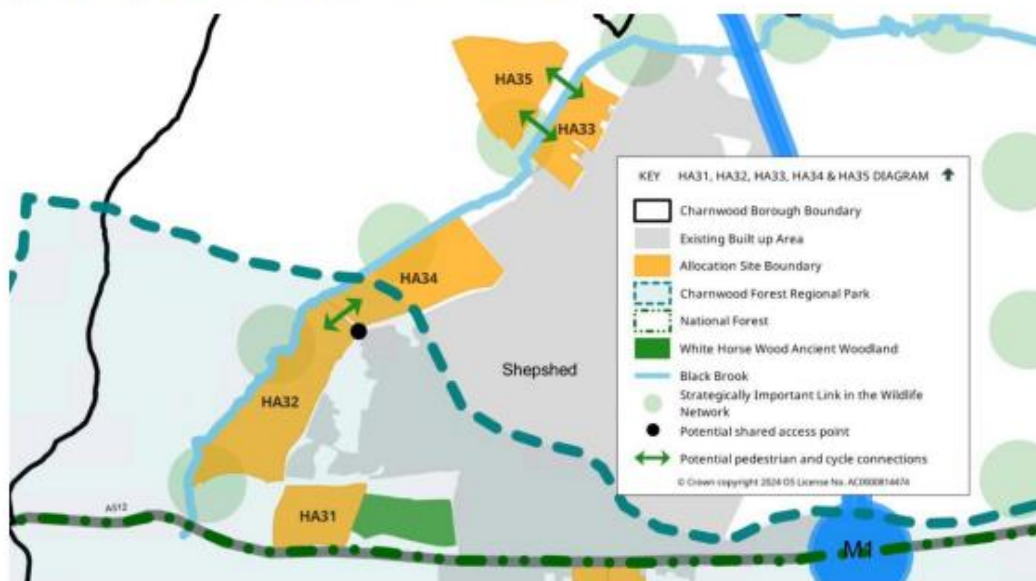 HA35
HA33
KEY HA31, HA32, HA33, HA34 & HA35 DIAGRAM
Charnwood Borough Boundary
Existing Built up Area
Allocation Site Boundary
Charnwood Forest Regional Park
National Forest
White Horse Wood Ancient Woodland
Black Brook
Strategically Important Link in the Wildlife
Network
Potential shared access point
Potential pedestrian and cycle connections
© Crown copyright 2024 OS License No. AC0000814474
HA34
Shepshed
HA32
A512
HA31
M1